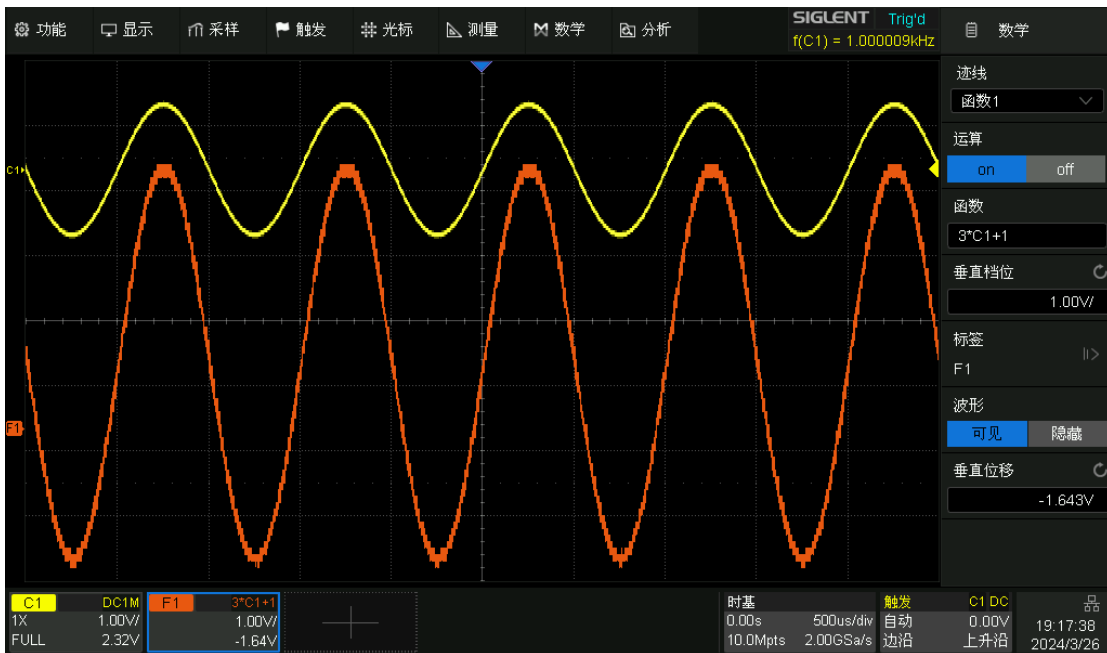 功能 显示 采样 触发 光标 测量 数学 分析 SIGLENT Trig'd
f(C1) = 1.000009kHz
数学
迹线
函数1
运算
on off
函数
3*C1+1
垂直档位
1.00V/
标签
F1
波形
可见 隐藏
垂直位移
-1.643V
C1
F1
C1 DC1M
1X 1.00V/
FULL 2.32V
F1 3*C1+1
1.00V/
-1.64V
时基
0.00s 500us/div
10.0Mpts 2.00GSa/s
触发 C1 DC
自动 0.00V
边沿 上升沿
19:17:38
2024/3/26